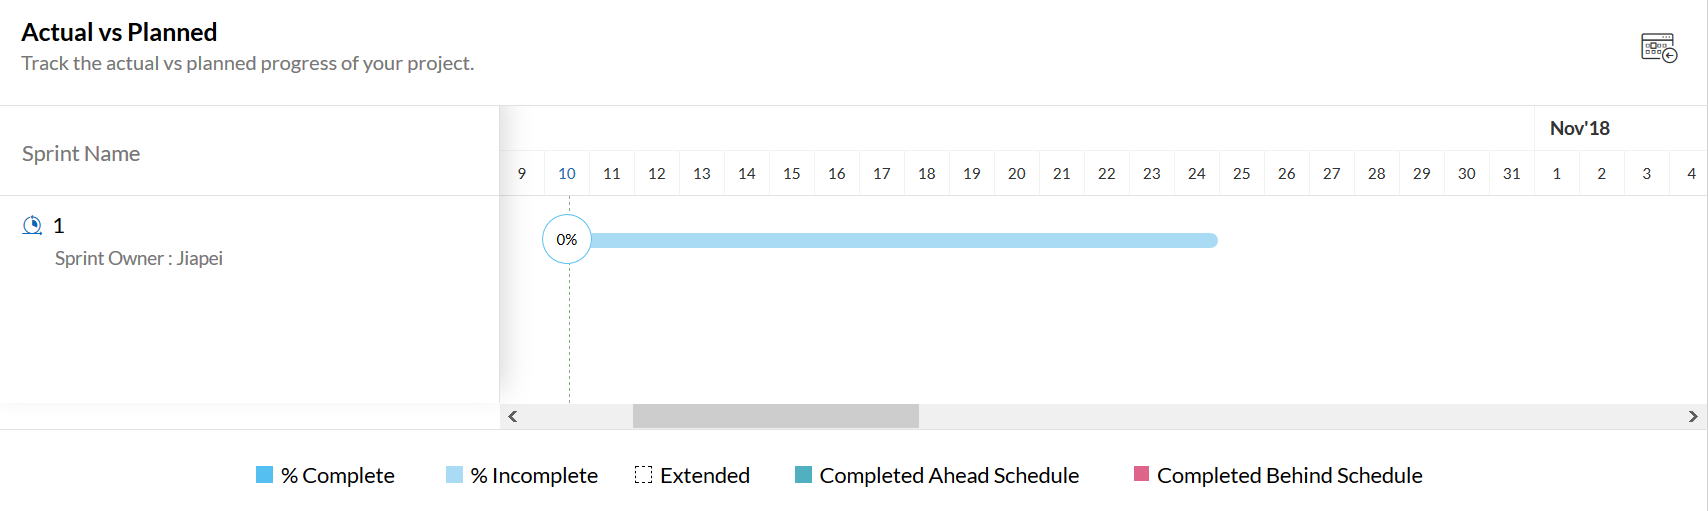 Actual vs Planned
Track the actual vs planned progress of your project.
Sprint Name
Nov'18
9 10 11 12 13 14 15 16 17 18 19 20 21 22 23 24 25 26 27 28 29 30 31 1 2 3 4
1
0%
Sprint Owner : Jiapei
% Complete % Incomplete Extended Completed Ahead Schedule Completed Behind Schedule